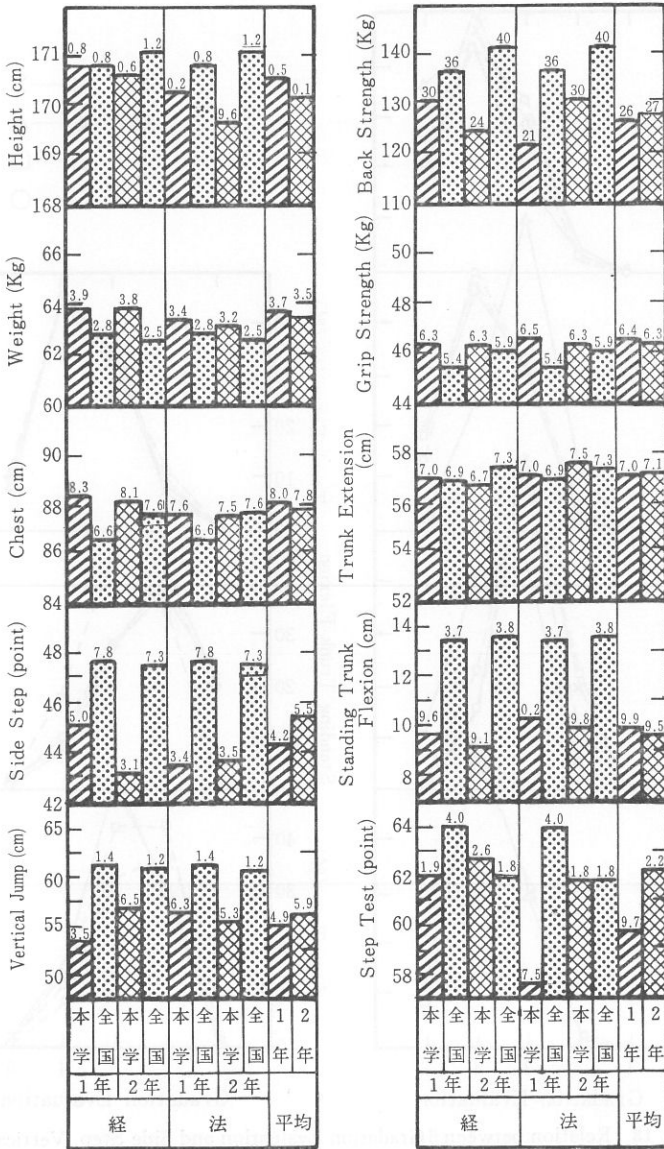 Height (cm)
171
170
169
168
0.8 0.8 0.6 1.2 0.2 0.8 9.6 1.2 0.5 0.1
Weight (Kg)
66
64
62
60
3.9 2.8 3.8 2.5 3.4 2.8 3.2 2.5 3.7 3.5
Chest (cm)
90
88
86
84
8.3 6.6 8.1 7.6 7.6 6.6 7.5 7.6 8.0 7.8
Side Step (point)
48
46
44
42
5.0 7.8 3.1 7.3 3.4 7.8 3.5 7.3 4.2 5.5
Vertical Jump (cm)
65
60
55
50
3.5 1.4 6.5 1.2 6.3 1.4 5.3 1.2 4.9 5.9
本学 全国 本学 全国 本学 全国 本学 全国 1年 2年
1年 2年 1年 2年
経 法 平均
Back Strength (Kg)
140
130
120
110
30 36 24 40 21 36 30 40 26 27
Grip Strength (Kg)
50
48
46
44
6.3 5.4 6.3 5.9 6.5 5.4 6.3 5.9 6.4 6.3
Trunk Extension (cm)
58
56
54
52
7.0 6.9 6.7 7.3 7.0 6.9 7.5 7.3 7.0 7.1
Standing Trunk Flexion (cm)
14
12
10
8
9.6 3.7 9.1 3.8 0.2 3.7 9.8 3.8 9.9 9.5
Step Test (point)
64
62
60
58
1.9 4.0 2.6 1.8 7.5 4.0 1.8 1.8 9.7 2.2
本学 全国 本学 全国 本学 全国 本学 全国 1年 2年
1年 2年 1年 2年
経 法 平均